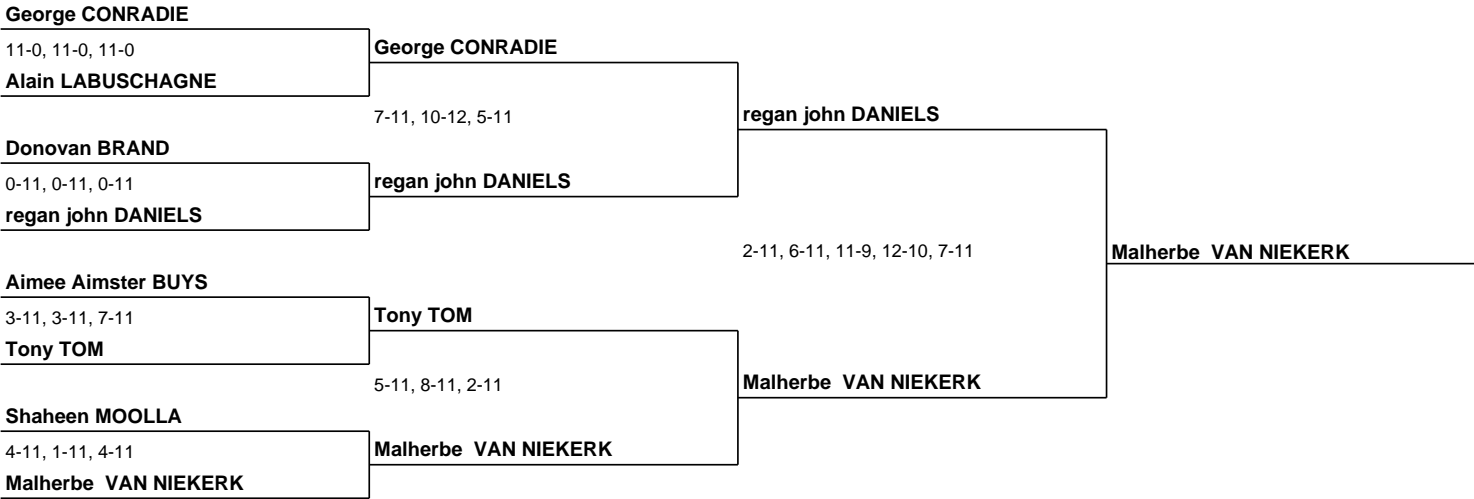 George CONRADIE
11-0, 11-0, 11-0
Alain LABUSCHAGNE
Donovan BRAND
0-11, 0-11, 0-11
regan john DANIELS
Aimee Aimster BUYS
3-11, 3-11, 7-11
Tony TOM
Shaheen MOOLLA
4-11, 1-11, 4-11
Malherbe  VAN NIEKERK
George CONRADIE
7-11, 10-12, 5-11
regan john DANIELS
Tony TOM
5-11, 8-11, 2-11
Malherbe  VAN NIEKERK
regan john DANIELS
2-11, 6-11, 11-9, 12-10, 7-11
Malherbe  VAN NIEKERK
Malherbe  VAN NIEKERK